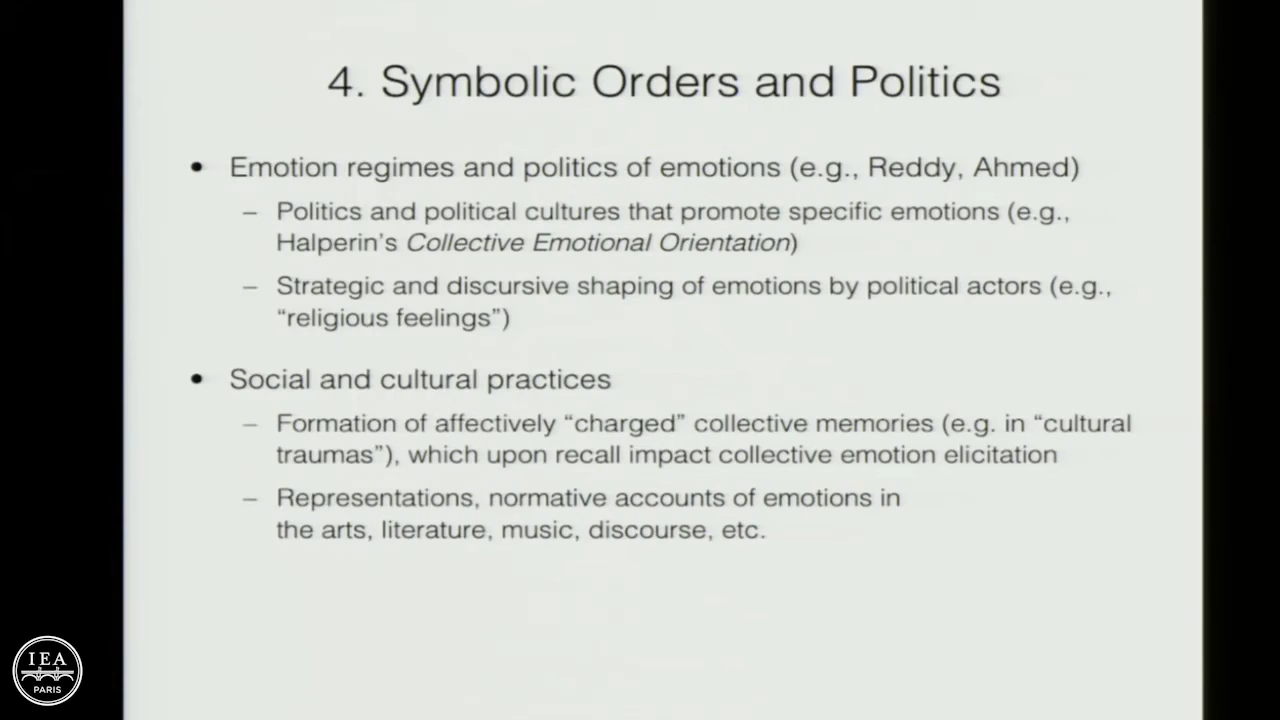 4. Symbolic Orders and Politics
• Emotion regimes and politics of emotions (e.g., Reddy, Ahmed)
– Politics and political cultures that promote specific emotions (e.g.,
Halperin’s Collective Emotional Orientation)
– Strategic and discursive shaping of emotions by political actors (e.g.,
“religious feelings”)
• Social and cultural practices
– Formation of affectively “charged” collective memories (e.g. in “cultural
traumas”), which upon recall impact collective emotion elicitation
– Representations, normative accounts of emotions in
the arts, literature, music, discourse, etc.
IEA
PARIS